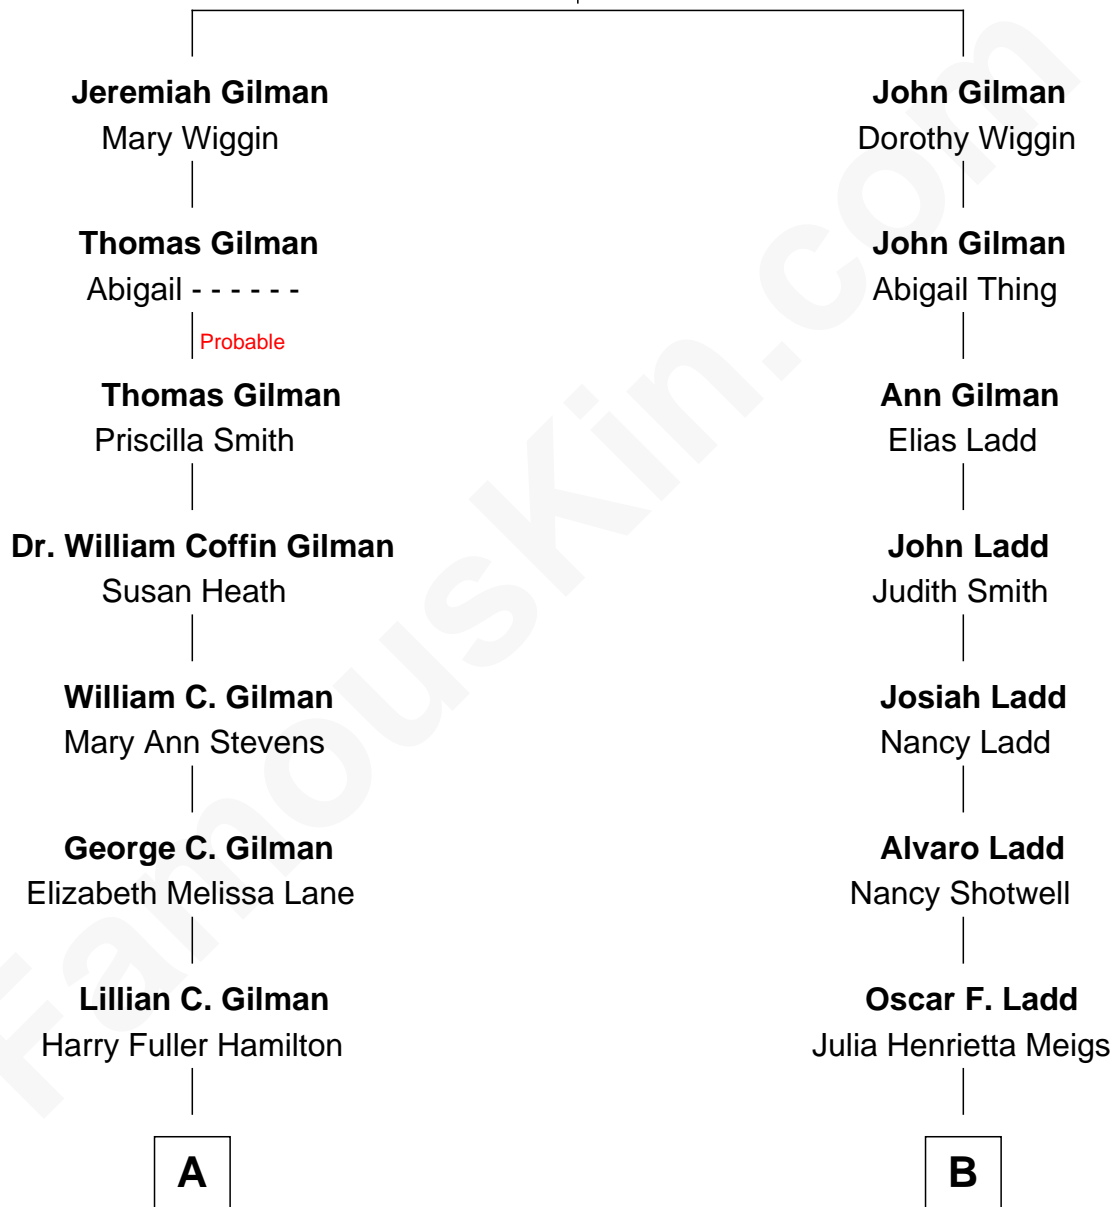 Jeremiah Gilman
Mary Wiggin
John Gilman
Dorothy Wiggin
Thomas Gilman
Abigail - - - - - -
John Gilman
Abigail Thing
Probable
Thomas Gilman
Priscilla Smith
Ann Gilman
Elias Ladd
Dr. William Coffin Gilman
Susan Heath
John Ladd
Judith Smith
William C. Gilman
Mary Ann Stevens
Josiah Ladd
Nancy Ladd
George C. Gilman
Elizabeth Melissa Lane
Alvaro Ladd
Nancy Shotwell
Lillian C. Gilman
Harry Fuller Hamilton
Oscar F. Ladd
Julia Henrietta Meigs
A
B
FamousKin.com